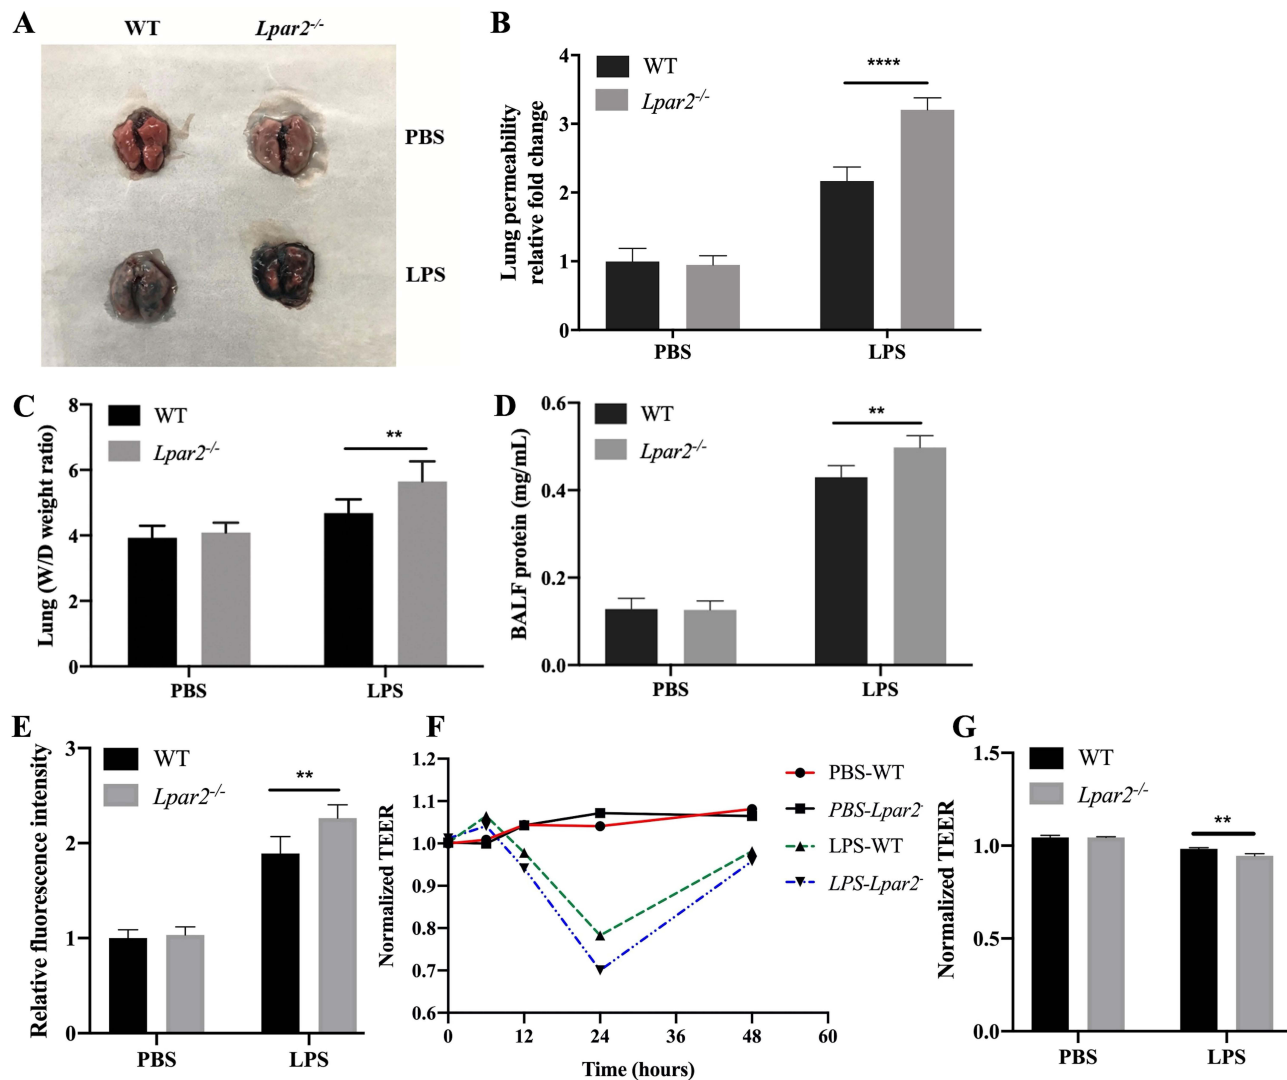 A
WT
Lpar2-/-
PBS
LPS
B
WT
Lpar2-/-
Lung permeability
relative fold change
4
3
2
1
0
****
PBS
LPS
C
WT
Lpar2-/-
Lung (W/D weight ratio)
8
6
4
2
0
**
PBS
LPS
D
WT
Lpar2-/-
BALF protein (mg/mL)
0.6
0.4
0.2
0.0
**
PBS
LPS
E
WT
Lpar2-/-
Relative fluorescence intensity
3
2
1
0
**
PBS
LPS
F
Normalized TEER
1.2
1.1
1.0
0.9
0.8
0.7
0.6
0
12
24
36
48
60
Time (hours)
PBS-WT
PBS-Lpar2-
LPS-WT
LPS-Lpar2-
G
WT
Lpar2-/-
Normalized TEER
1.5
1.0
0.5
0.0
**
PBS
LPS